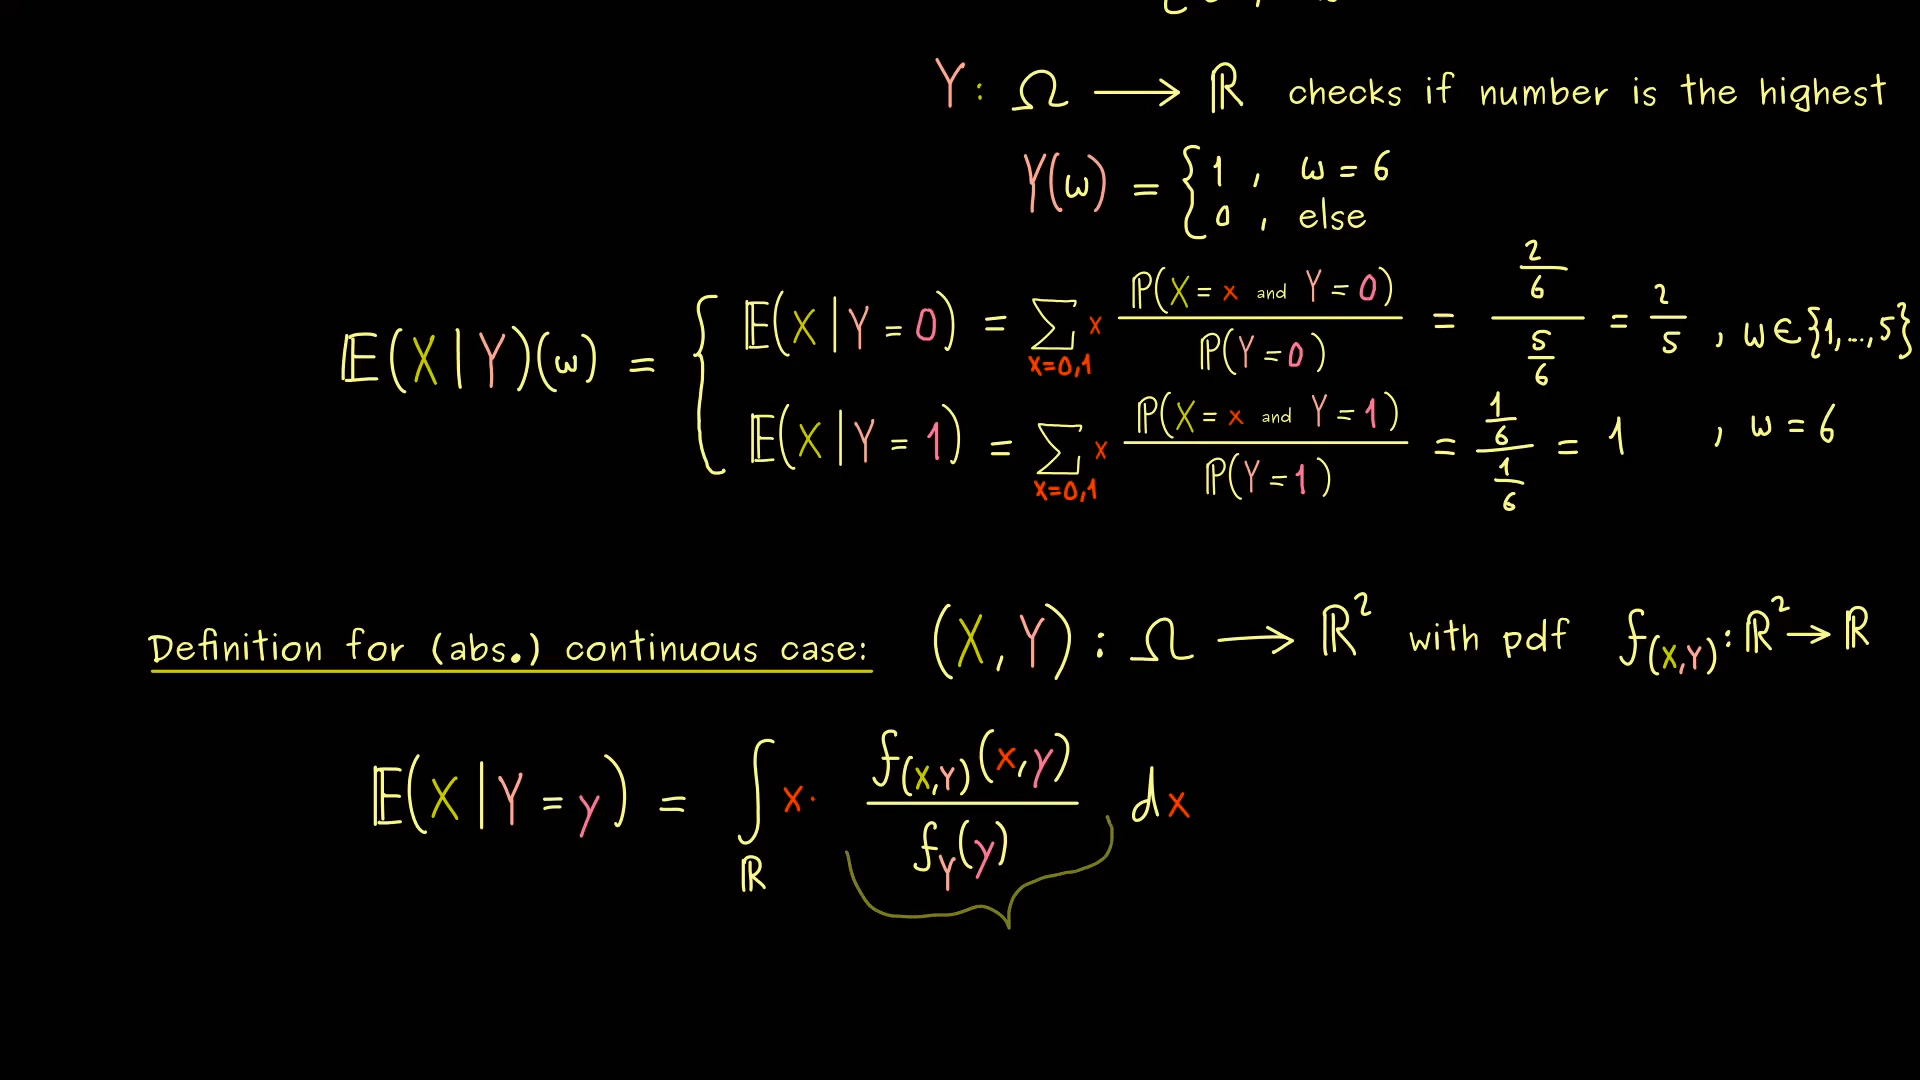 Y: Ω ⟶ ℝ checks if number is the highest
Y(ω) = { 1 , ω = 6
0 , else
𝔼(X|Y)(ω) = { 𝔼(X|Y=0) = ∑_{x=0,1} x ℙ(X=x and Y=0) / ℙ(Y=0) = (2/6)/(5/6) = 2/5 , ω∈{1,...,5}
𝔼(X|Y=1) = ∑_{x=0,1} x ℙ(X=x and Y=1) / ℙ(Y=1) = (1/6)/(1/6) = 1 , ω = 6
Definition for (abs.) continuous case: (X,Y): Ω ⟶ ℝ² with pdf f_{(X,Y)}: ℝ² → ℝ
𝔼(X|Y=y) = ∫_ℝ x · f_{(X,Y)}(x,y) / f_Y(y) dx